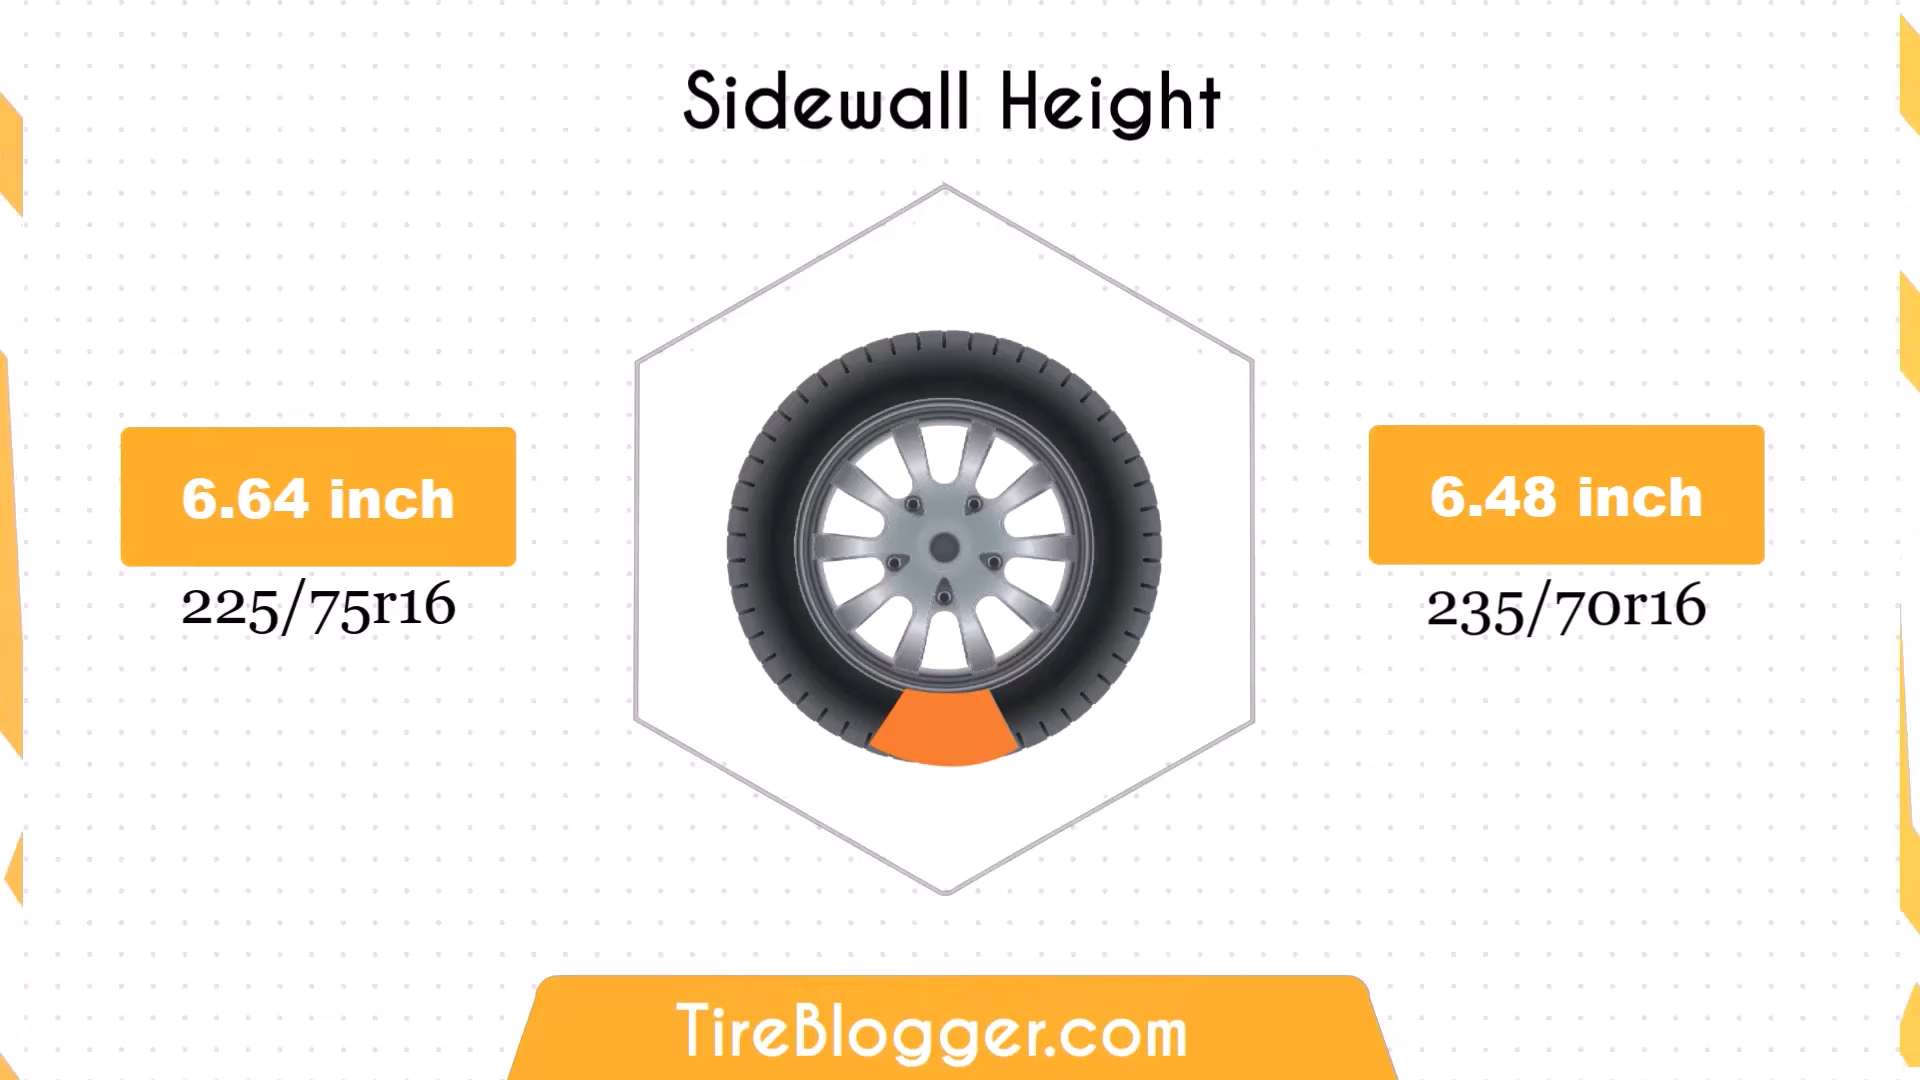 Sidewall Height
6.64 inch
225/75r16
6.48 inch
235/70r16
TireBlogger.com